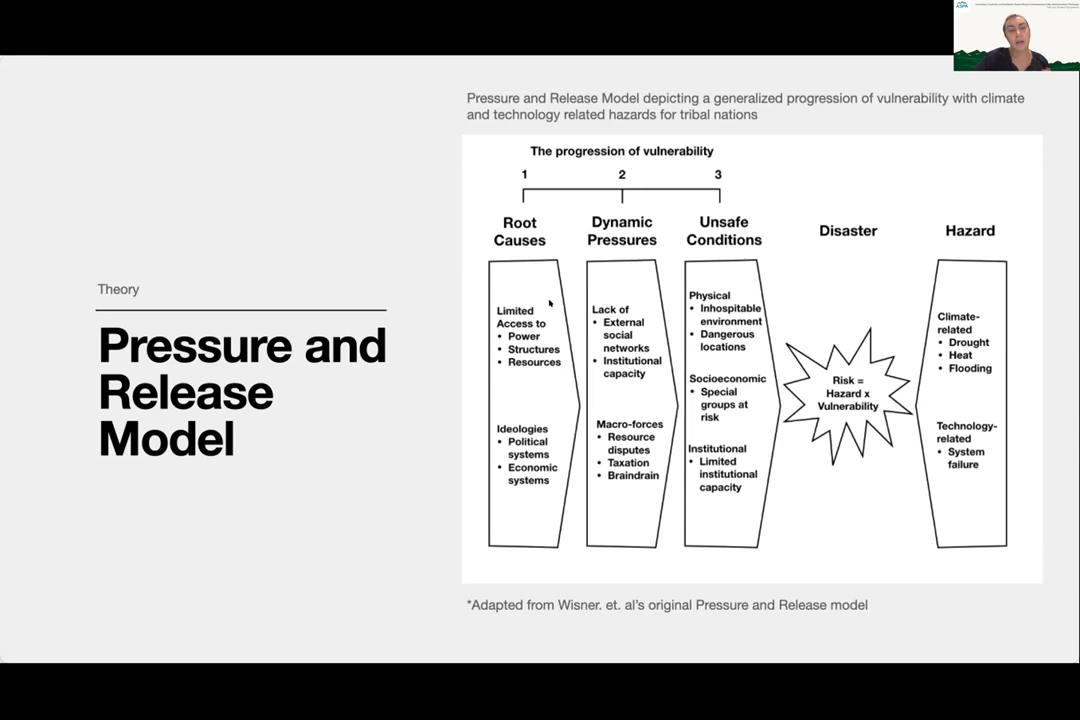 ASPA
Pressure and Release Model depicting a generalized progression of vulnerability with climate
and technology related hazards for tribal nations
The progression of vulnerability
1 2 3
Root
Causes
Dynamic
Pressures
Unsafe
Conditions
Disaster
Hazard
Limited
Access to
• Power
• Structures
• Resources
Ideologies
• Political
systems
• Economic
systems
Lack of
• External
social
networks
• Institutional
capacity
Macro-forces
• Resource
disputes
• Taxation
• Braindrain
Physical
• Inhospitable
environment
• Dangerous
locations
Socioeconomic
• Special
groups at
risk
Institutional
• Limited
institutional
capacity
Risk =
Hazard x
Vulnerability
Climate-
related
• Drought
• Heat
• Flooding
Technology-
related
• System
failure
Theory
Pressure and
Release
Model
*Adapted from Wisner. et. al’s original Pressure and Release model